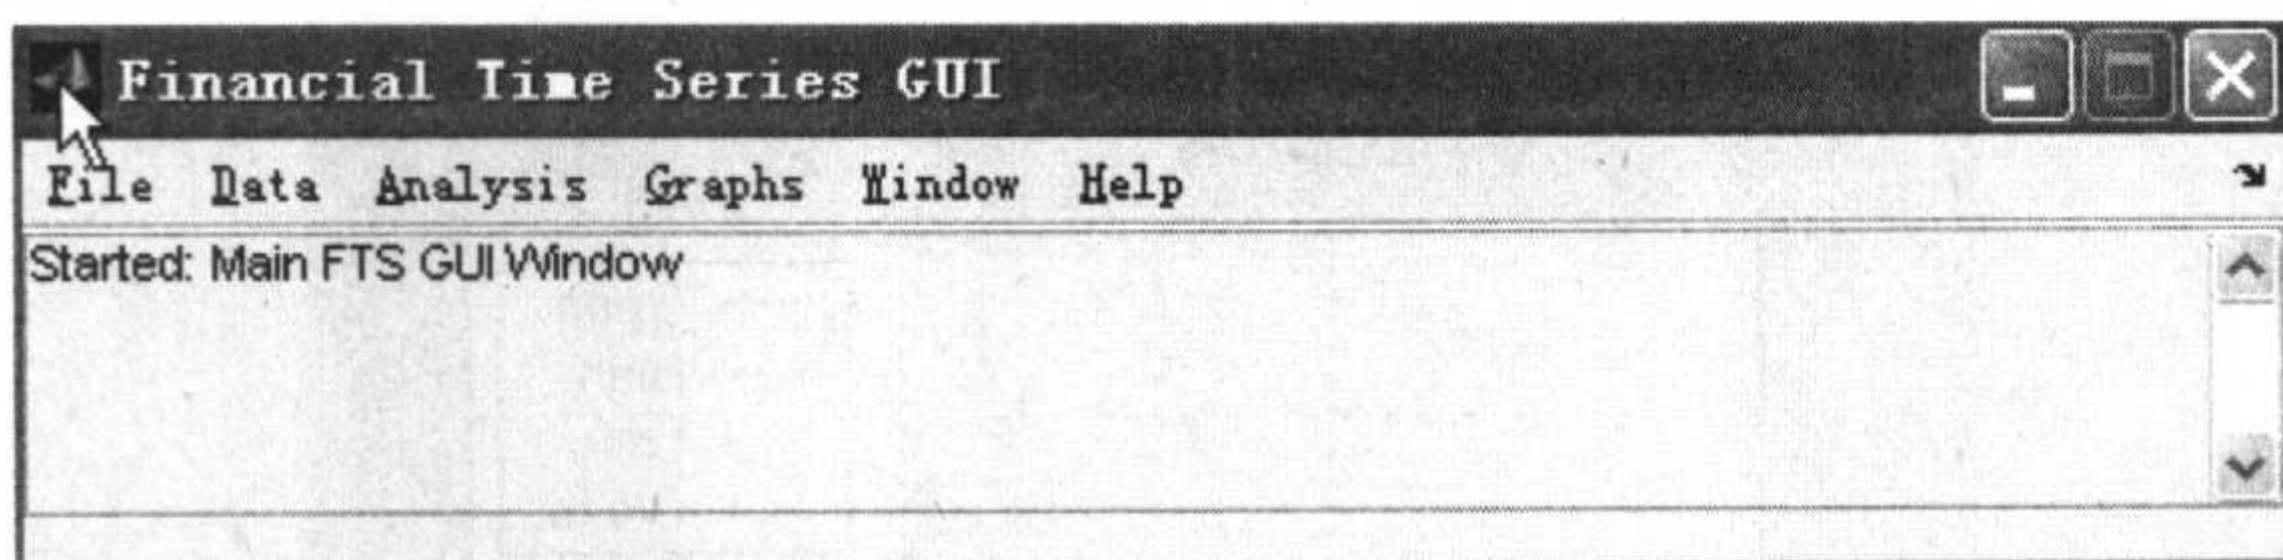 Financial Time Series GUI
File Data Analysis Graphs Window Help
Started: Main FTS GUI Window